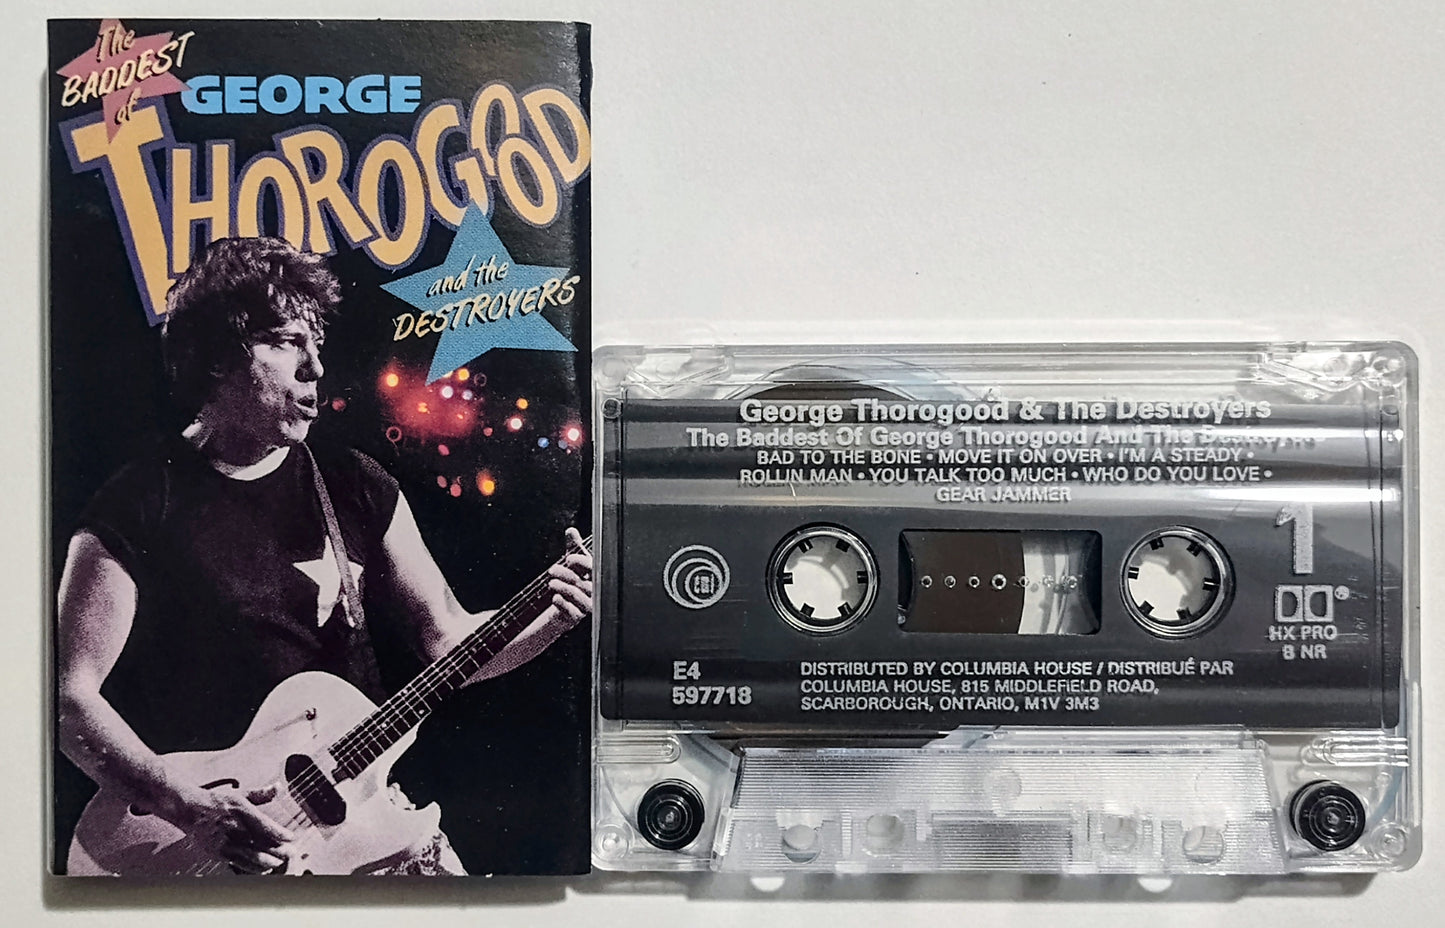 The
BADDEST
of
GEORGE
THOROGOOD
and the
DESTROYERS
George Thorogood & The Destroyers
The Baddest Of George Thorogood And The Destroyers
BAD TO THE BONE • MOVE IT ON OVER • I'M A STEADY •
ROLLIN MAN • YOU TALK TOO MUCH • WHO DO YOU LOVE •
GEAR JAMMER
1
EMI
HX PRO
B NR
E4
597718
DISTRIBUTED BY COLUMBIA HOUSE / DISTRIBUÉ PAR
COLUMBIA HOUSE, 815 MIDDLEFIELD ROAD,
SCARBOROUGH, ONTARIO, M1V 3M3